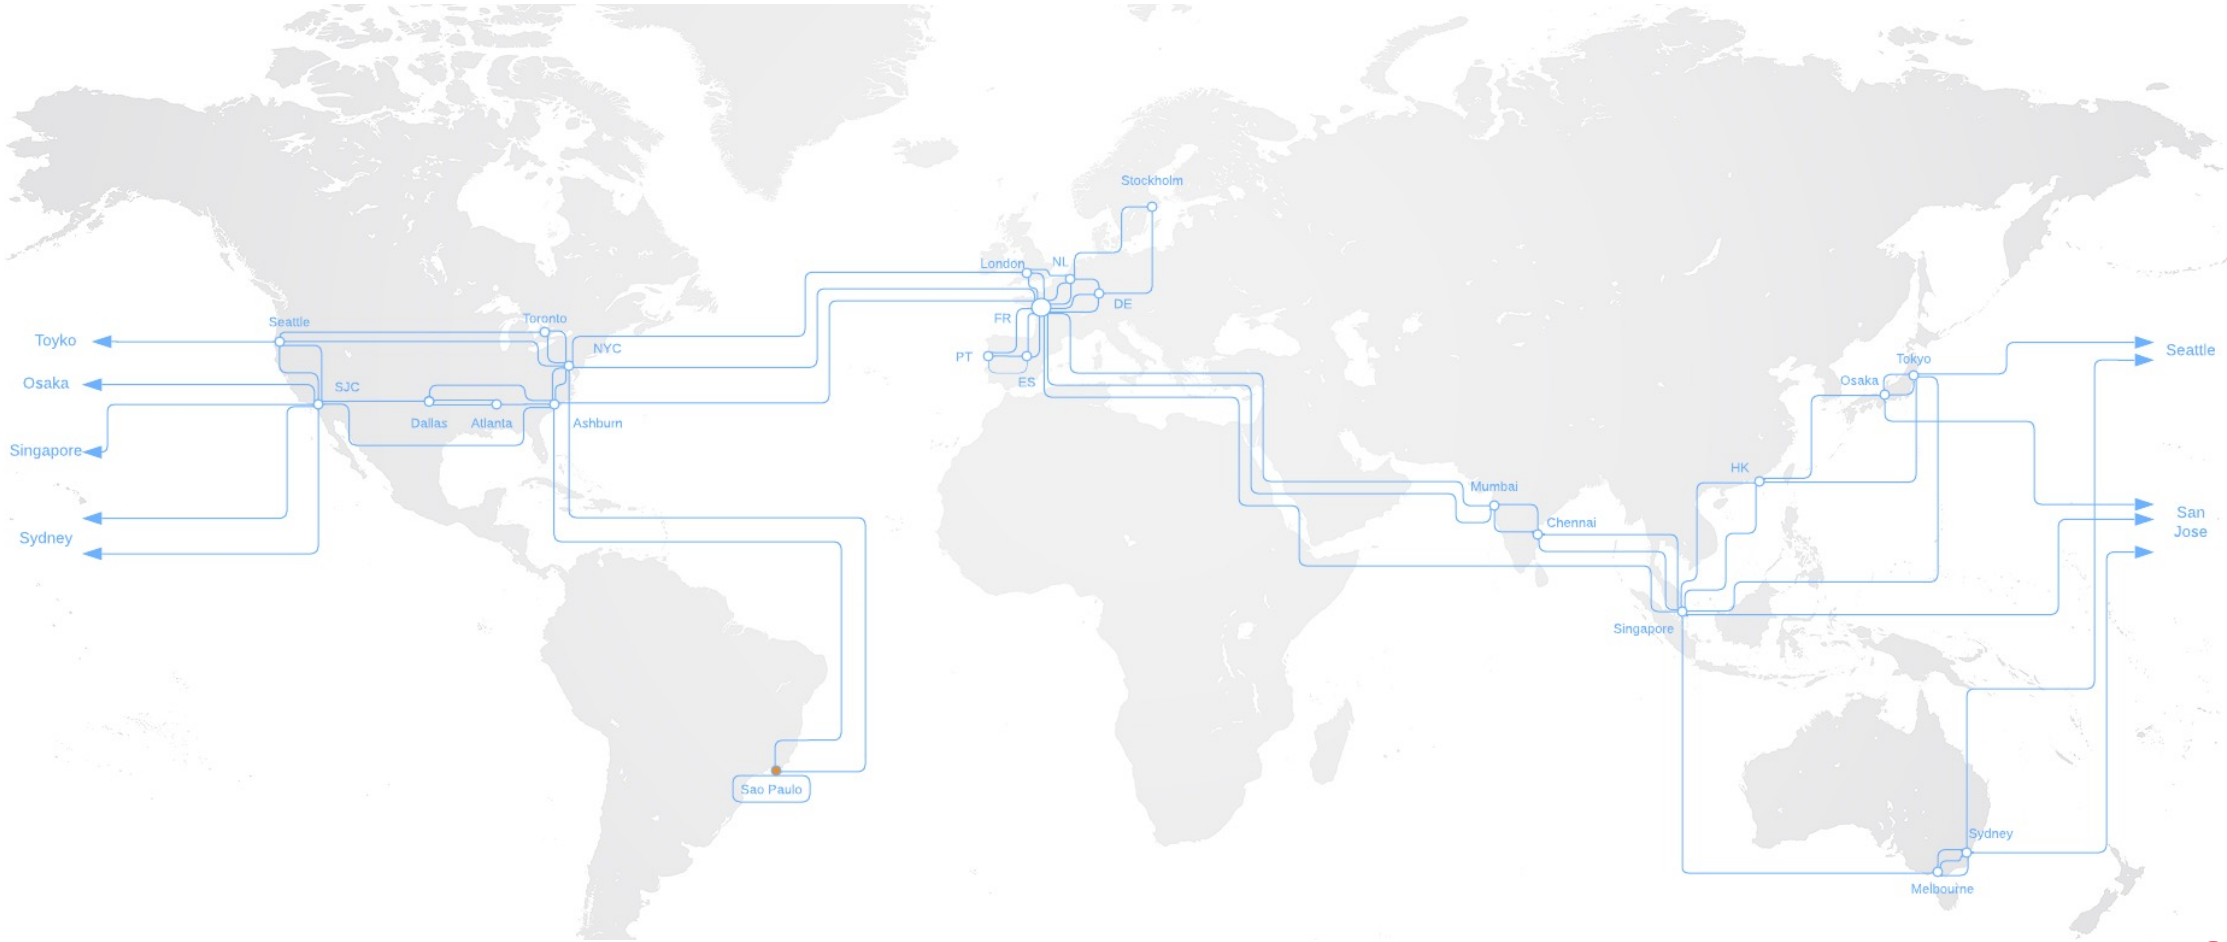 Stockholm
London
NL
DE
FR
PT
ES
Seattle
Toronto
NYC
Toyko
Osaka
SJC
Dallas
Atlanta
Ashburn
Singapore
Sydney
Sao Paulo
Mumbai
Chennai
HK
Tokyo
Osaka
Seattle
San
Jose
Singapore
Sydney
Melbourne